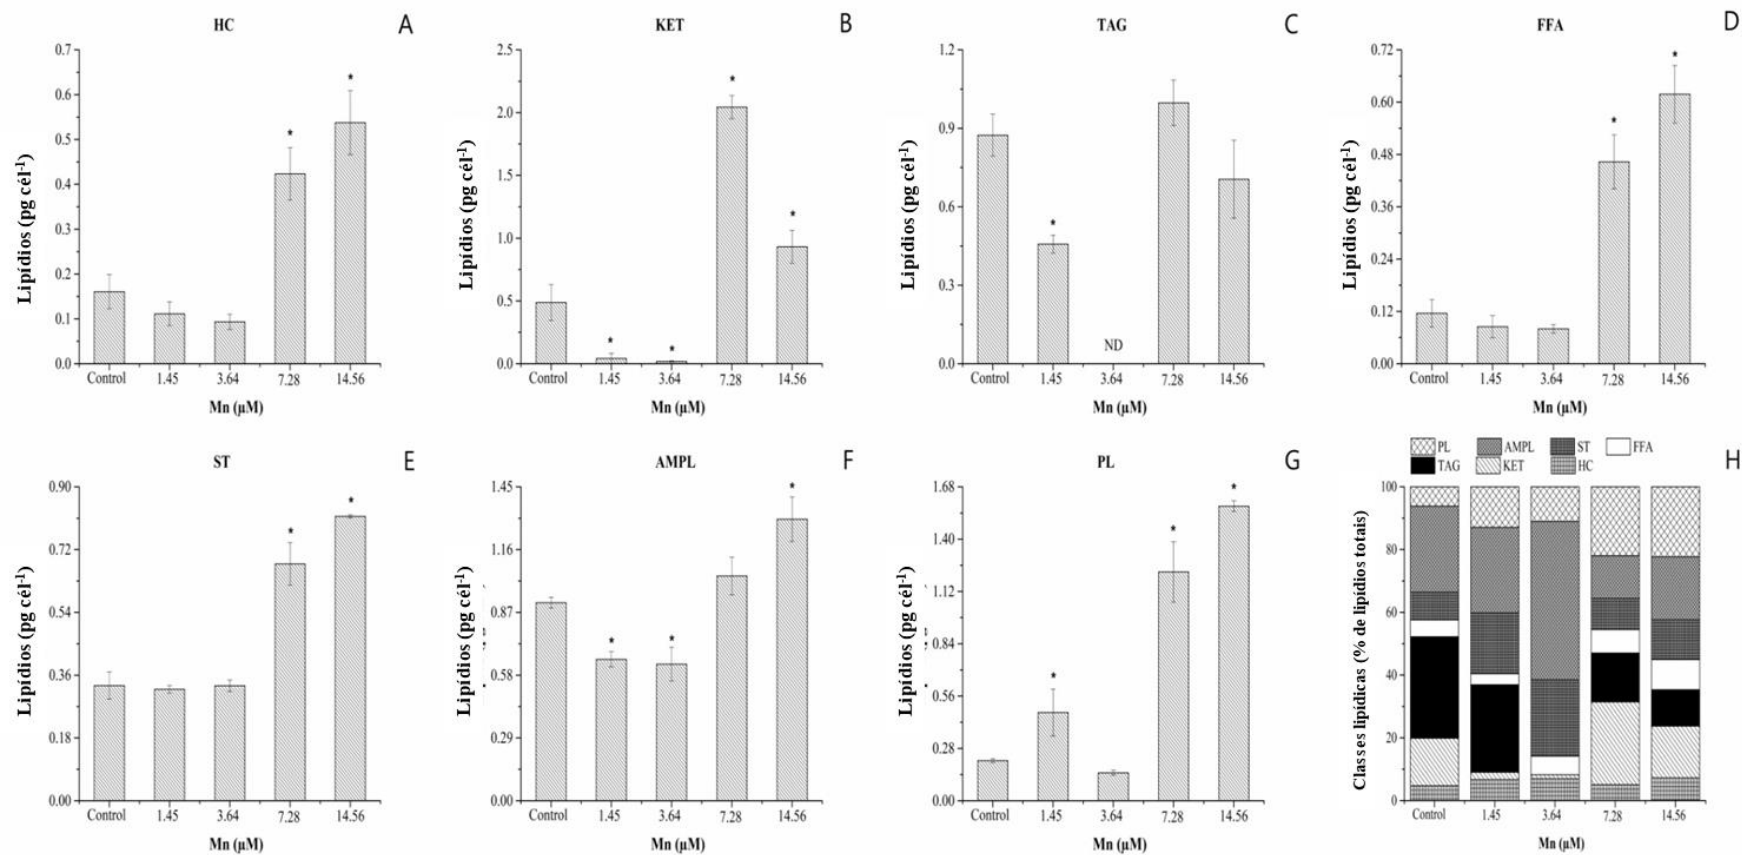 HC A
0.7
0.6
0.5
0.4
0.3
0.2
0.1
0.0
Lipídios (pg cél-1)
* *
Control 1.45 3.64 7.28 14.56
Mn (µM)
KET B
2.5
2.0
1.5
1.0
0.5
0.0
Lipídios (pg cél-1)
* * * *
Control 1.45 3.64 7.28 14.56
Mn (µM)
TAG C
1.2
0.9
0.6
0.3
0.0
Lipídios (pg cél-1)
*
ND
Control 1.45 3.64 7.28 14.56
Mn (µM)
FFA D
0.72
0.60
0.48
0.36
0.24
0.12
0.00
Lipídios (pg cél-1)
* *
Control 1.45 3.64 7.28 14.56
Mn (µM)
ST E
0.90
0.72
0.54
0.36
0.18
0.00
Lipídios (pg cél-1)
* *
Control 1.45 3.64 7.28 14.56
Mn (µM)
AMPL F
1.45
1.16
0.87
0.58
0.29
0.00
Lipídios (pg cél-1)
* * *
Control 1.45 3.64 7.28 14.56
Mn (µM)
PL G
1.68
1.40
1.12
0.84
0.56
0.28
0.00
Lipídios (pg cél-1)
* * *
Control 1.45 3.64 7.28 14.56
Mn (µM)
PL AMPL ST FFA
TAG KET HC
H
100
80
60
40
20
0
Classes lipídicas (% de lipídios totais)
Control 1.45 3.64 7.28 14.56
Mn (µM)